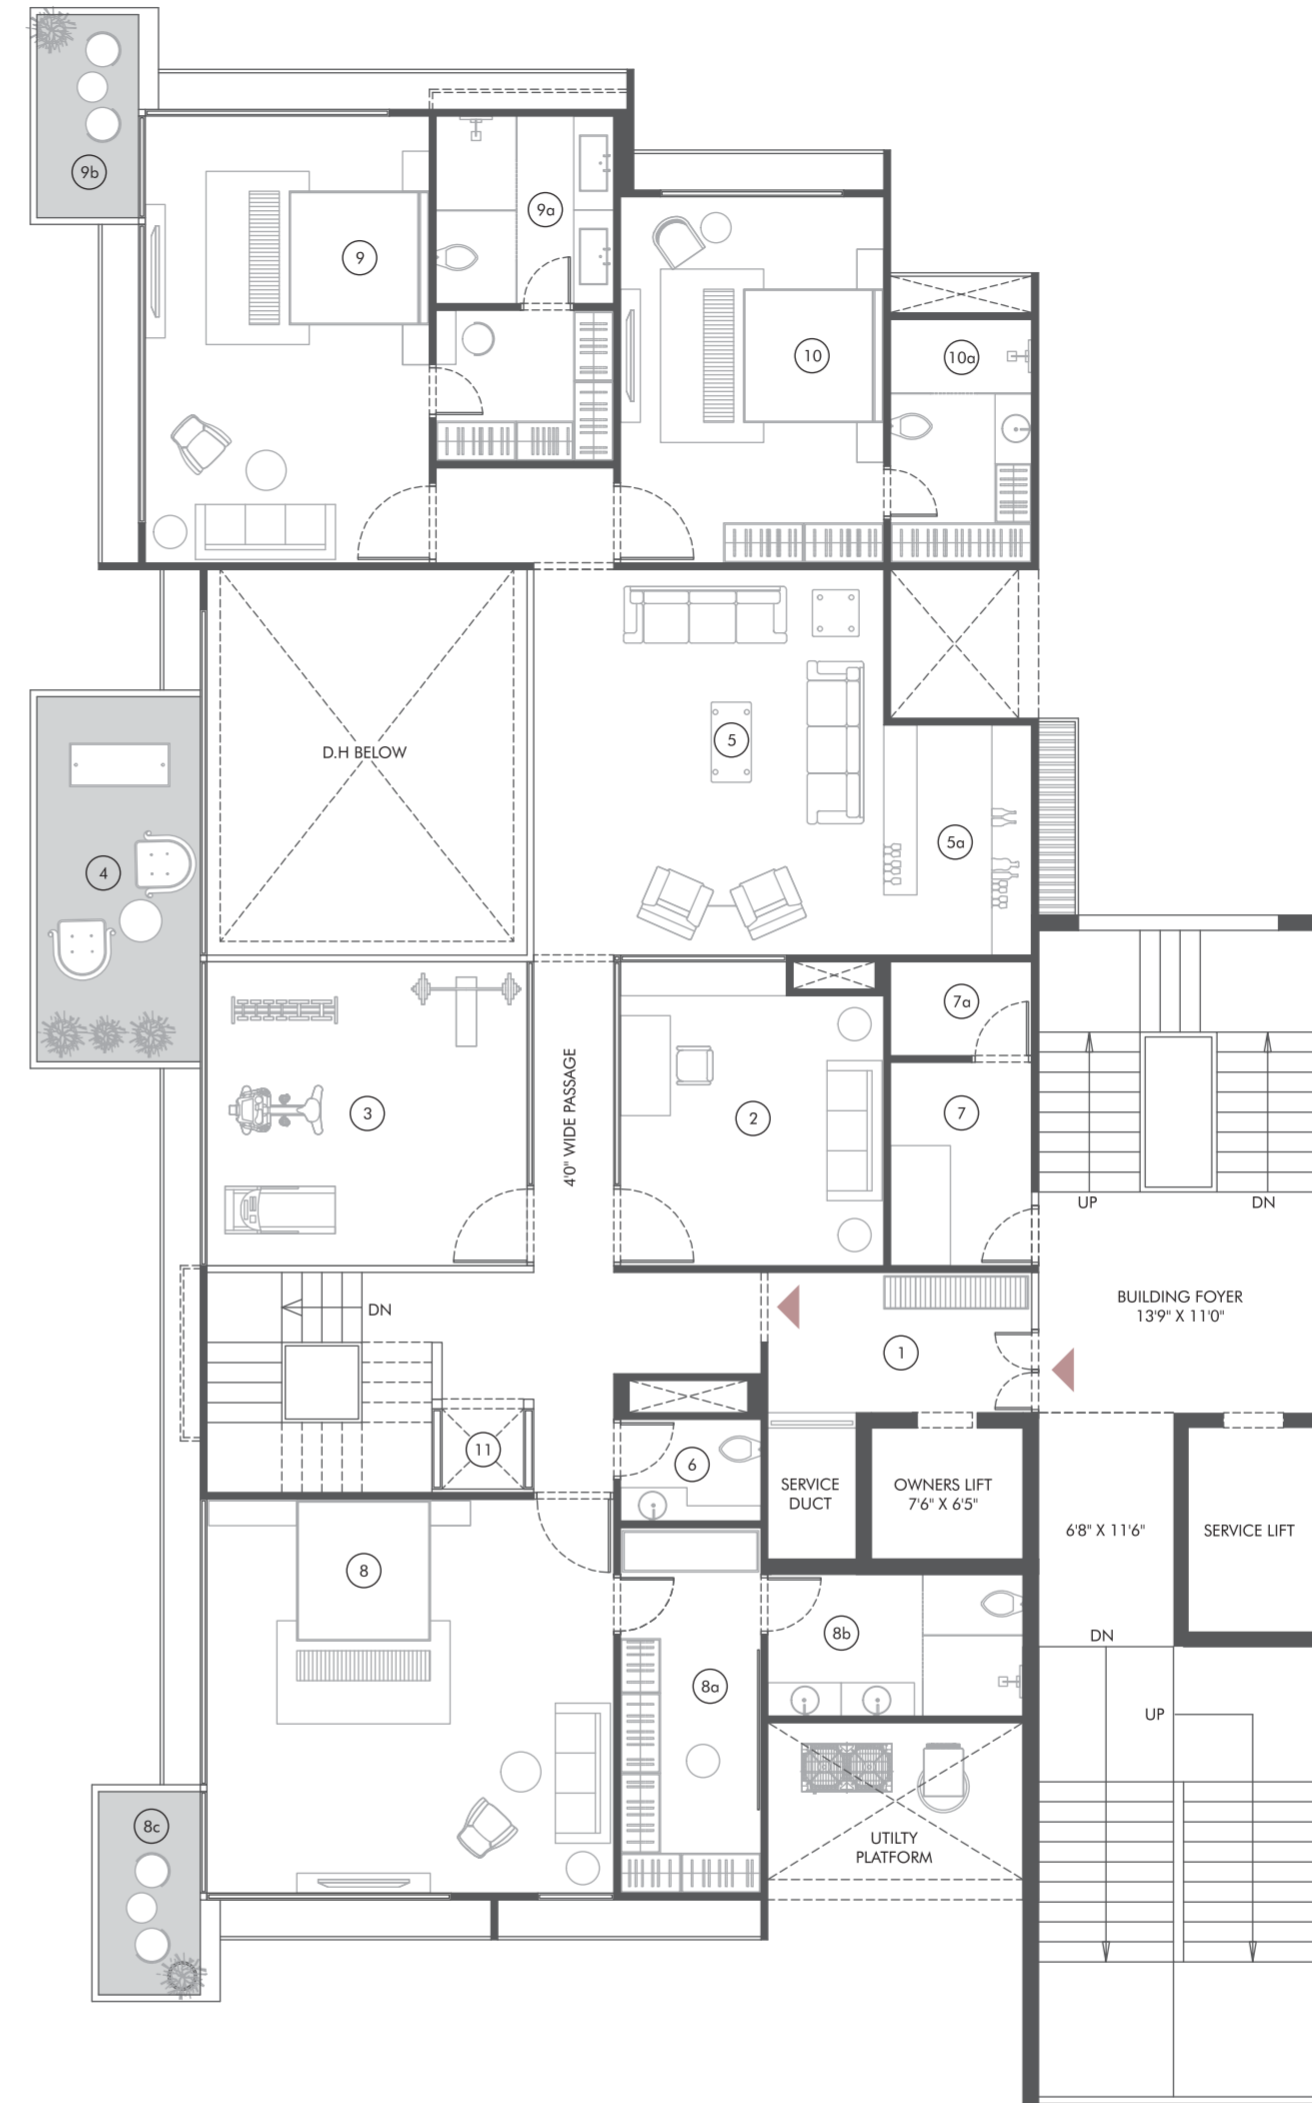 9b
9a
9
10
10a
D.H BELOW
5
5a
4
7a
3
4'0" WIDE PASSAGE
2
7
UP
DN
DN
BUILDING FOYER
13'9" X 11'0"
1
11
6
SERVICE
DUCT
OWNERS LIFT
7'6" X 6'5"
6'8" X 11'6"
SERVICE LIFT
8
8b
DN
8a
UP
8c
UTILTY
PLATFORM